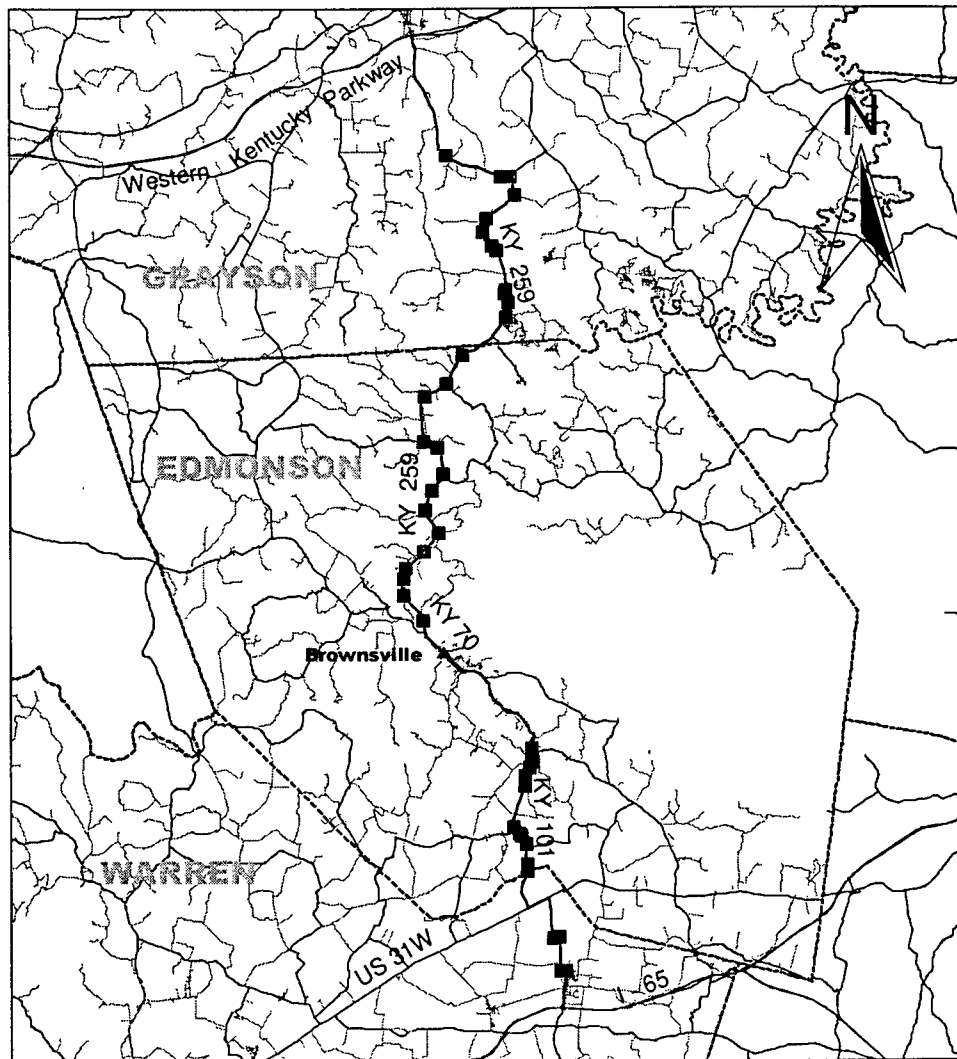 N
Western Kentucky Parkway
KY 259
GRAYSON
EDMONSON
KY 259
KY 70
Brownsville
KY 101
WARREN
US 31W
I 65